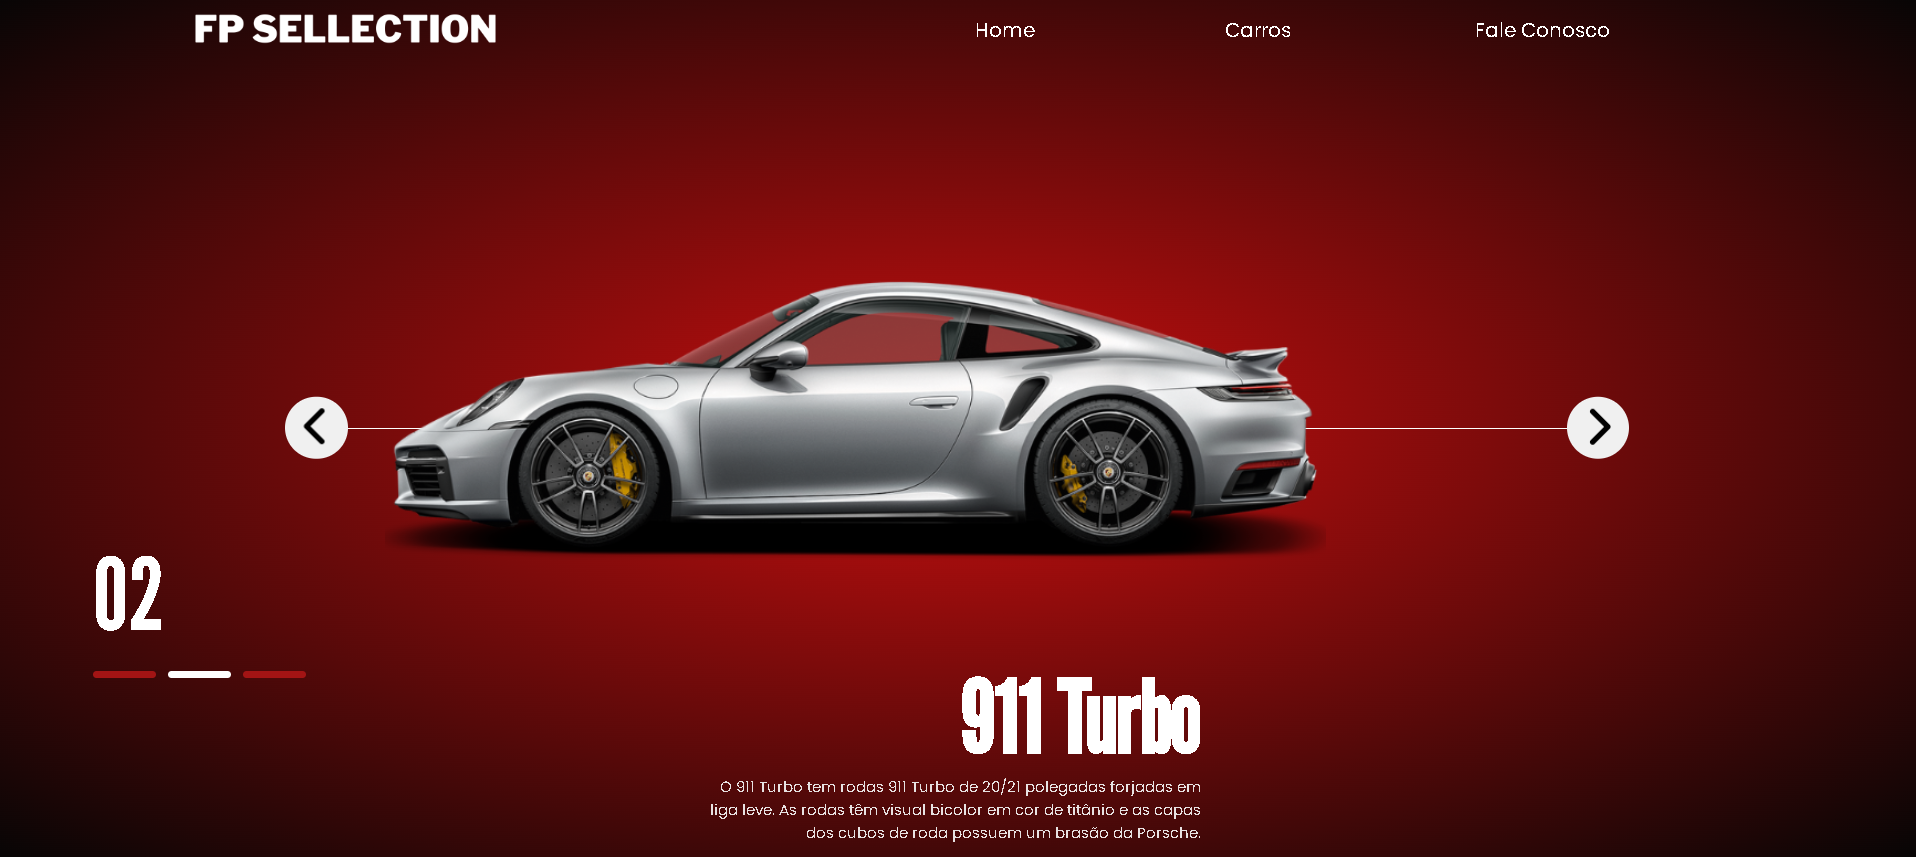 FP SELLECTION
Home
Carros
Fale Conosco
02
911 Turbo
O 911 Turbo tem rodas 911 Turbo de 20/21 polegadas forjadas em
liga leve. As rodas têm visual bicolor em cor de titânio e as capas
dos cubos de roda possuem um brasão da Porsche.